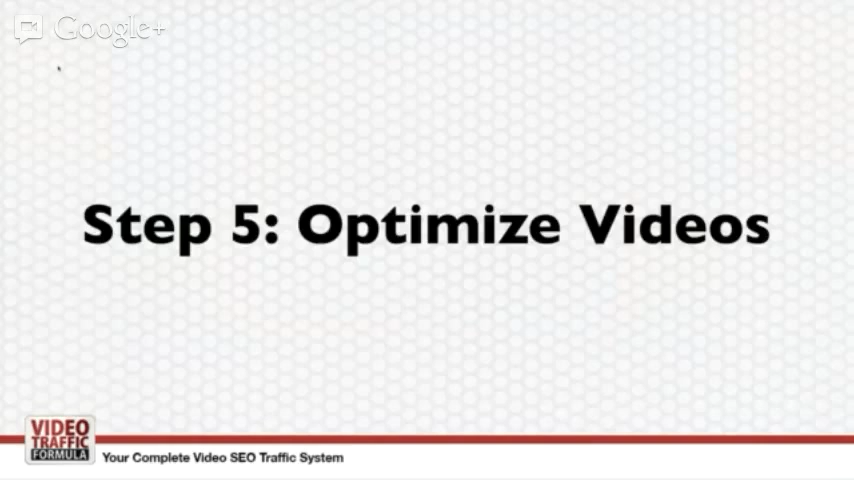 Google+
Step 5: Optimize Videos
VIDEO
TRAFFIC
FORMULA
Your Complete Video SEO Traffic System